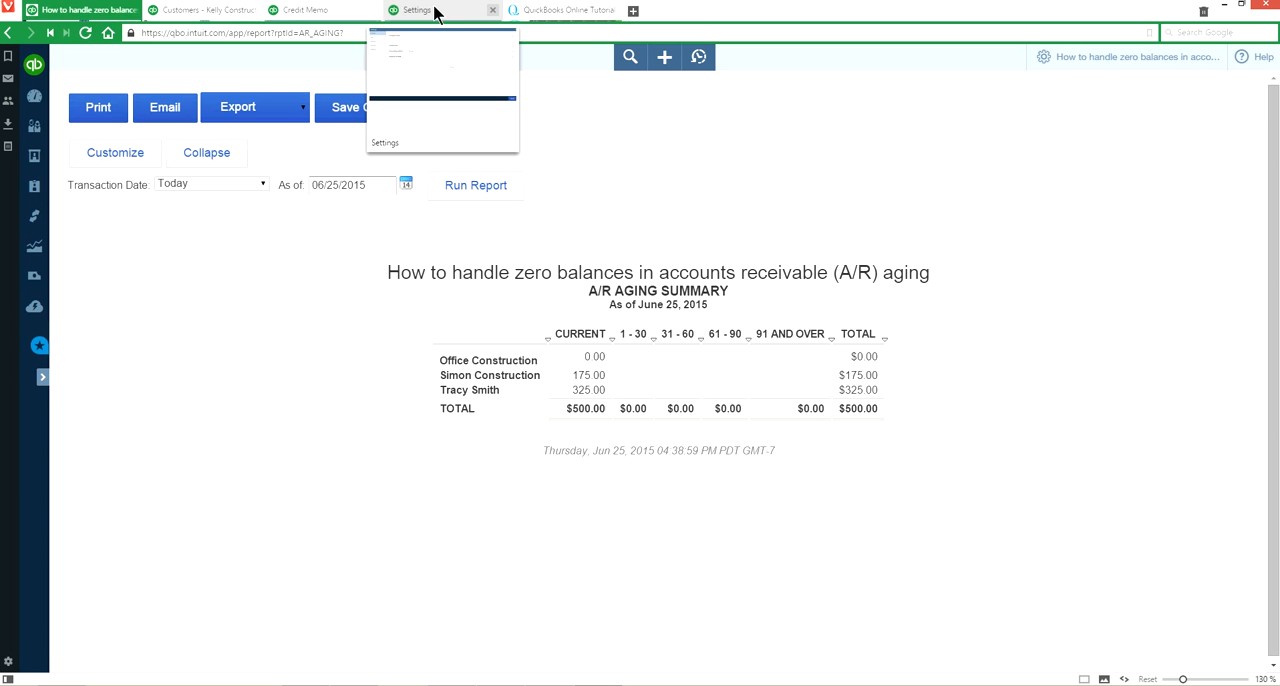 How to handle zero balance
Customers - Kelly Construc
Credit Memo
Settings
QuickBooks Online Tutoria
https://qbo.intuit.com/app/report?rptid=AR_AGING?
Search Google
qb
How to handle zero balances in acco...
Help
Print
Email
Export
Save C
Settings
Customize
Collapse
Transaction Date:
Today
As of:
06/25/2015
14
Run Report
How to handle zero balances in accounts receivable (A/R) aging
A/R AGING SUMMARY
As of June 25, 2015
CURRENT 1 - 30 31 - 60 61 - 90 91 AND OVER TOTAL
Office Construction 0.00 $0.00
Simon Construction 175.00 $175.00
Tracy Smith 325.00 $325.00
TOTAL $500.00 $0.00 $0.00 $0.00 $0.00 $500.00
Thursday, Jun 25, 2015 04:38:59 PM PDT GMT-7
Reset
130 %